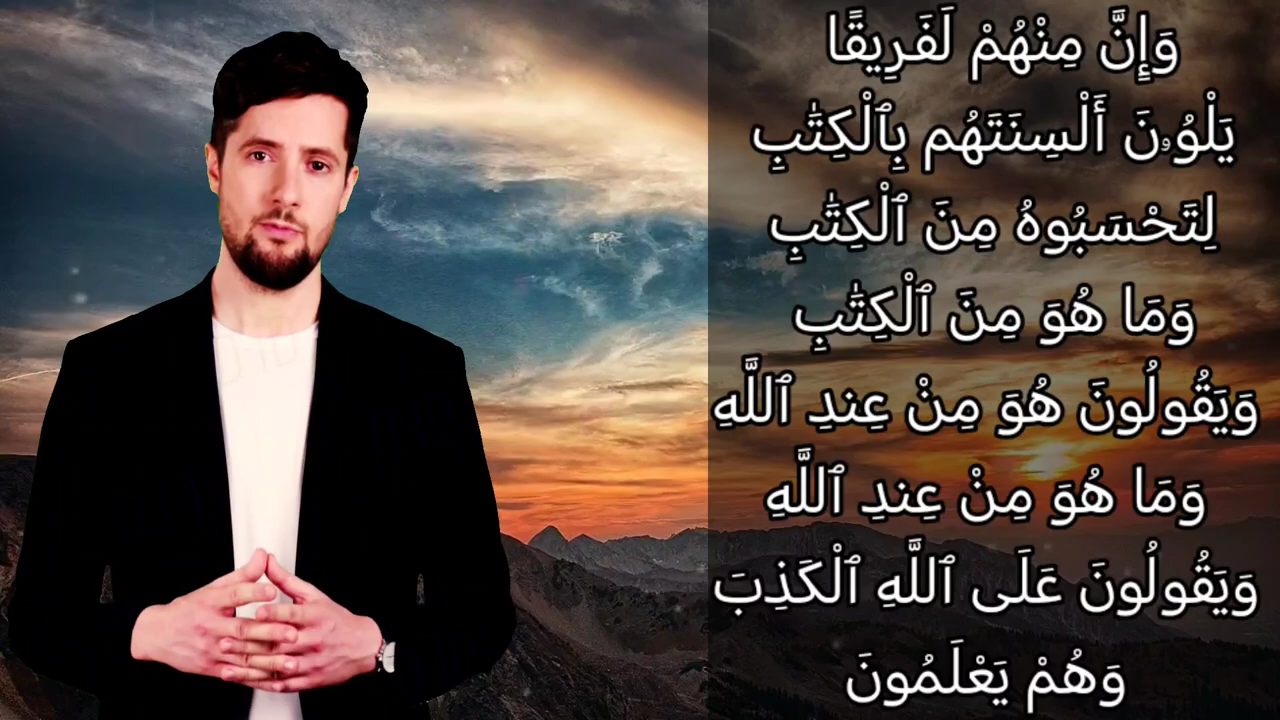 وَإِنَّ مِنْهُمْ لَفَرِيقًا
يَلْوُۥنَ أَلْسِنَتَهُم بِٱلْكِتَٰبِ
لِتَحْسَبُوهُ مِنَ ٱلْكِتَٰبِ
وَمَا هُوَ مِنَ ٱلْكِتَٰبِ
وَيَقُولُونَ هُوَ مِنْ عِندِ ٱللَّهِ
وَمَا هُوَ مِنْ عِندِ ٱللَّهِ
وَيَقُولُونَ عَلَى ٱللَّهِ ٱلْكَذِبَ
وَهُمْ يَعْلَمُونَ